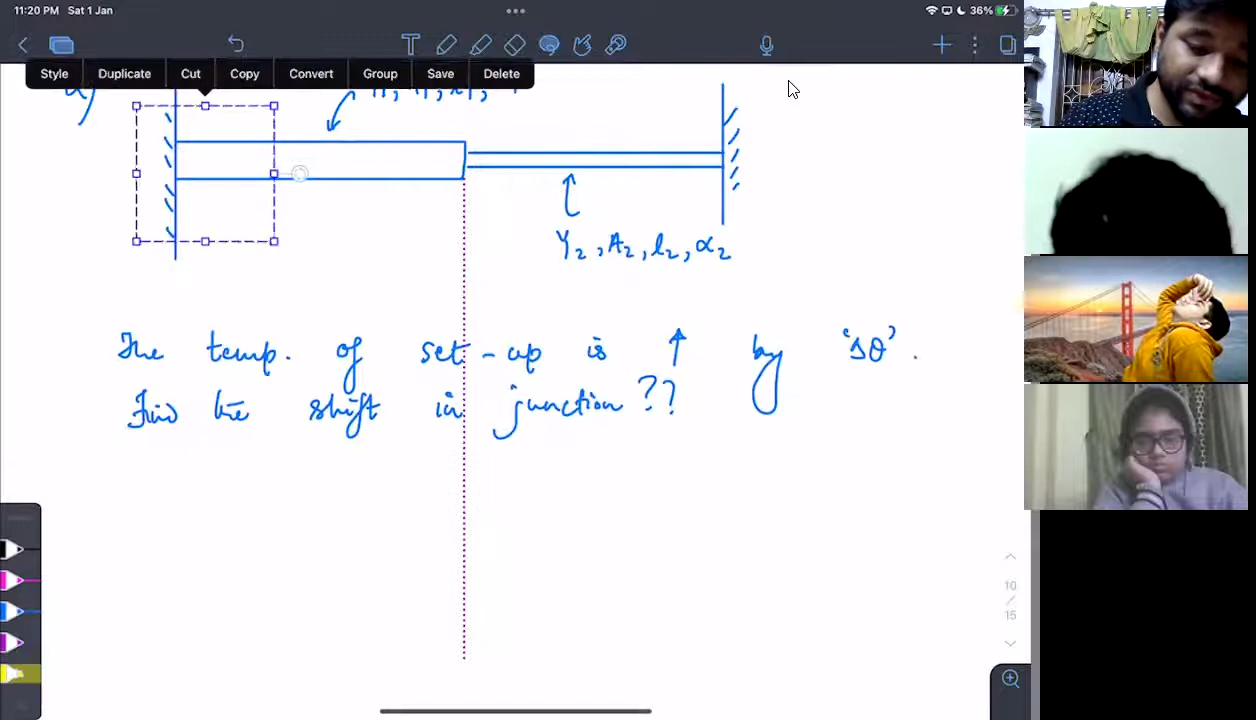 11:20 PM Sat 1 Jan
36%
Style Duplicate Cut Copy Convert Group Save Delete
Y₂, A₂, l₂, α₂
The temp. of set-up is ↑ by 'Δθ'.
Find the shift in junction??
10
/
15